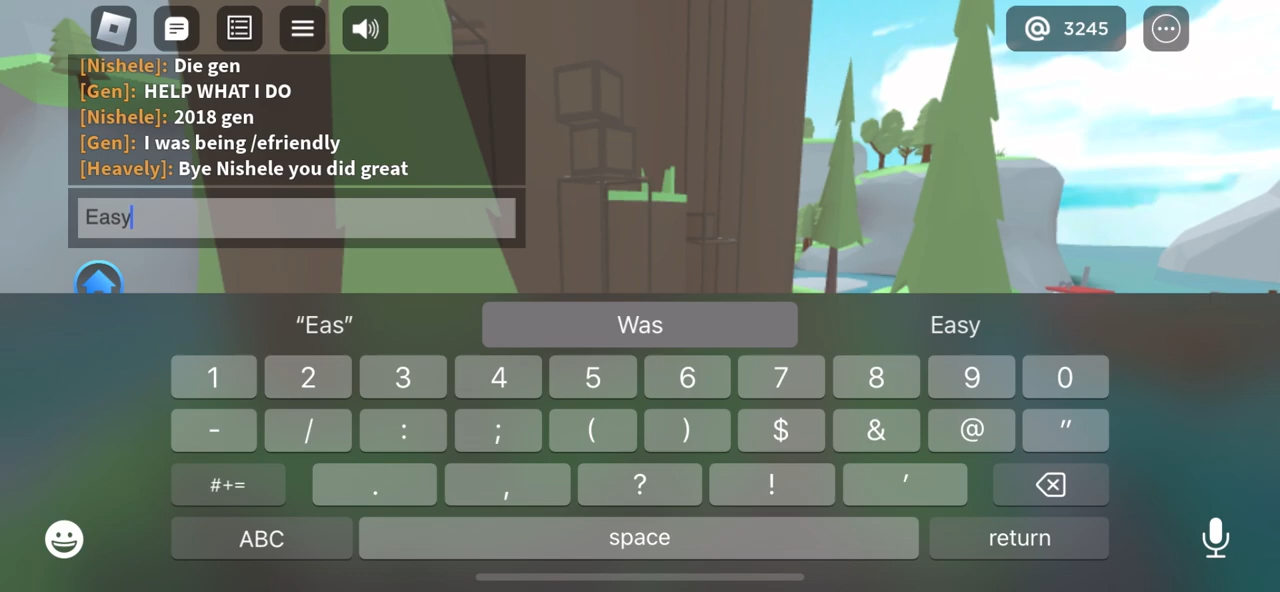 3245
[Nishele]: Die gen
[Gen]: HELP WHAT I DO
[Nishele]: 2018 gen
[Gen]: I was being /efriendly
[Heavely]: Bye Nishele you did great
Easy
“Eas” Was Easy
1 2 3 4 5 6 7 8 9 0
- / : ; ( ) $ & @ "
#+= . , ? ! '
ABC space return